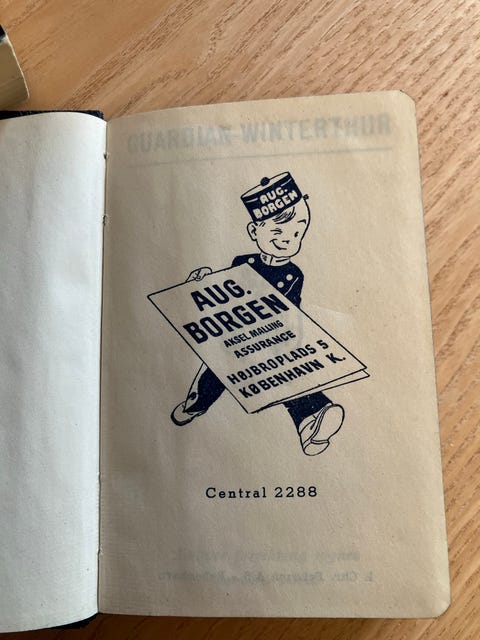 GUARDIAN-WINTERTHUR
AUG.
BORGEN
AUG.
BORGEN
AKSEL MALLING
ASSURANCE
HØJBROPLADS 5
KØBENHAVN K.
Central 2288